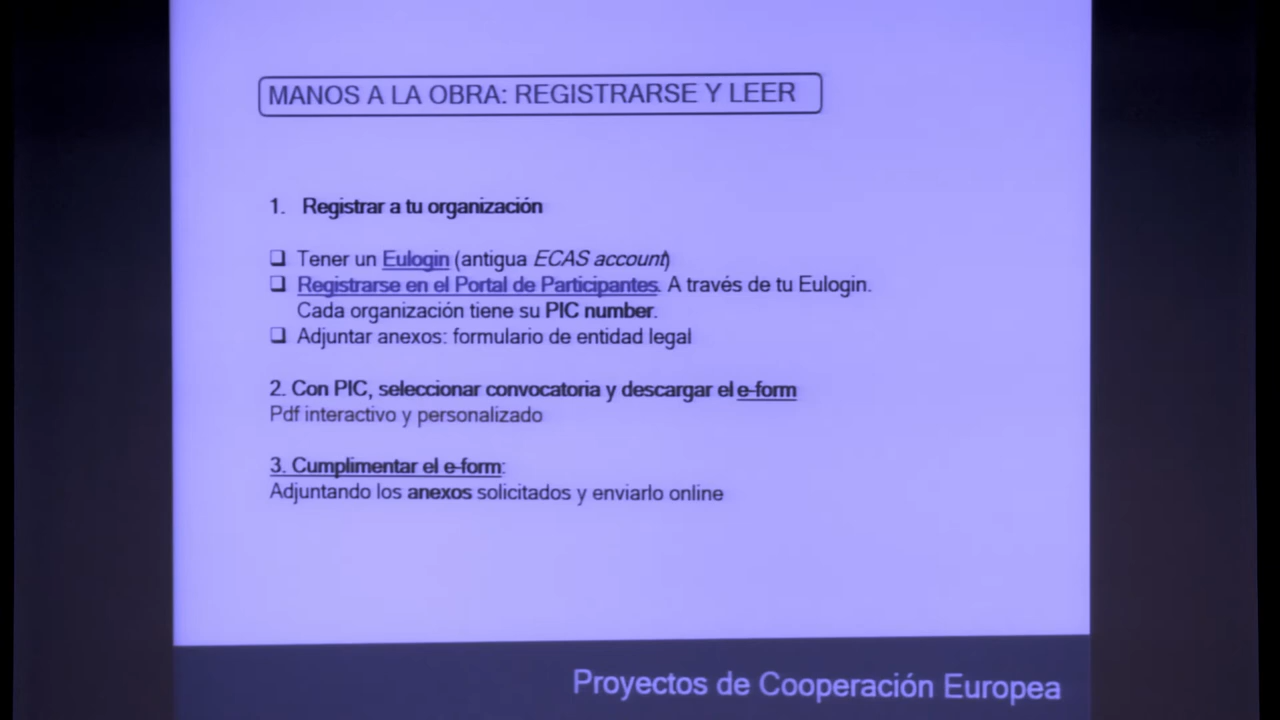 MANOS A LA OBRA: REGISTRARSE Y LEER
1. Registrar a tu organización
❑ Tener un Eulogin (antigua ECAS account)
❑ Registrarse en el Portal de Participantes. A través de tu Eulogin.
Cada organización tiene su PIC number.
❑ Adjuntar anexos: formulario de entidad legal
2. Con PIC, seleccionar convocatoria y descargar el e-form
Pdf interactivo y personalizado
3. Cumplimentar el e-form:
Adjuntando los anexos solicitados y enviarlo online
Proyectos de Cooperación Europea